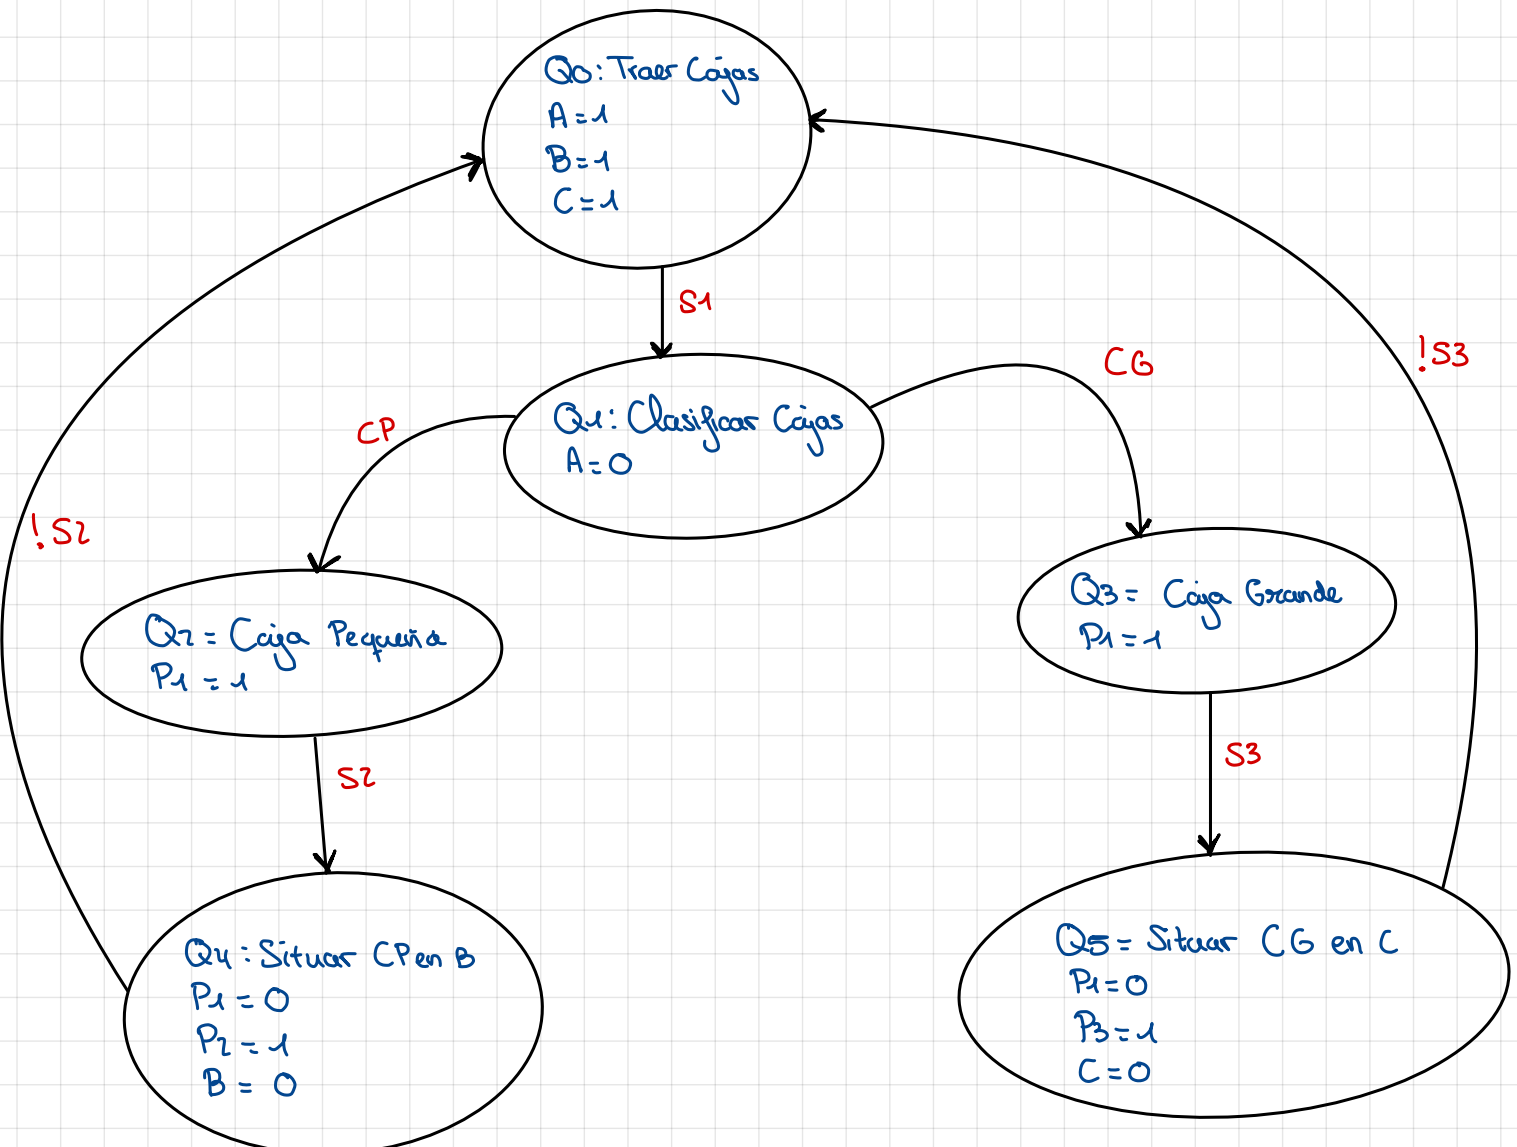 Q0: Traer Cajas
A=1
B=1
C=1
S1
CG
!S3
CP
Q1: Clasificar Cajas
A=0
!S2
Q2= Caja Pequeña
P1=1
Q3= Caja Grande
P1=1
S2
S3
Q4: Situar CP en B
P1=0
P2=1
B=0
Q5= Situar CG en C
P1=0
P3=1
C=0